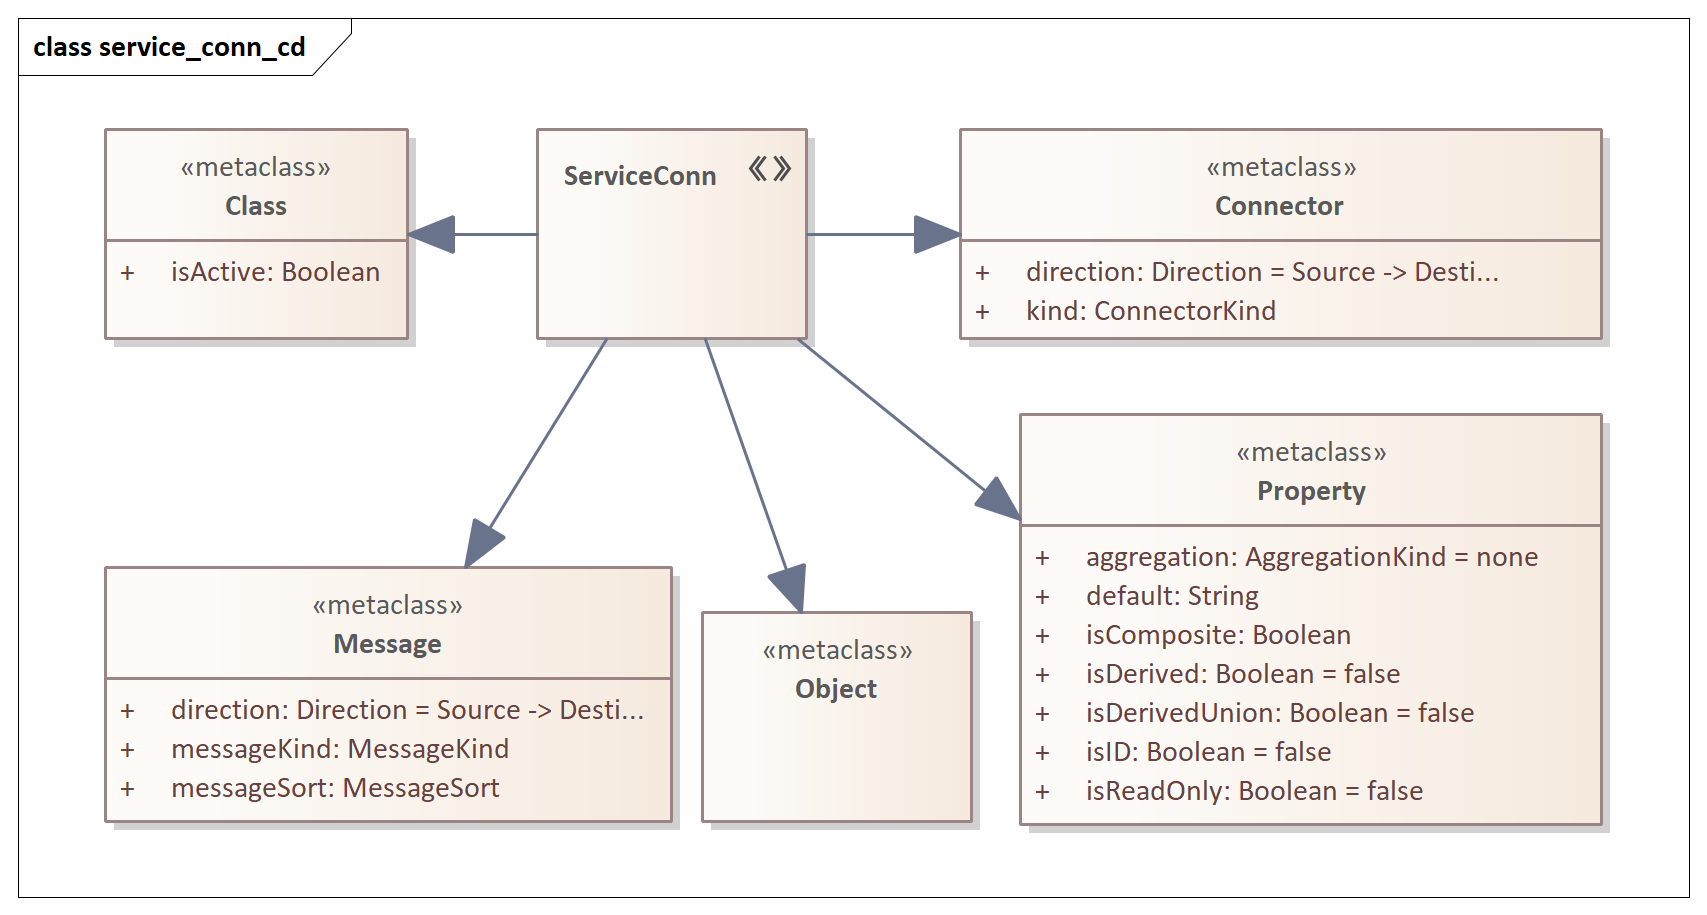 class service_conn_cd
«metaclass»
Class
+ isActive: Boolean
ServiceConn
«metaclass»
Connector
+ direction: Direction = Source -> Desti...
+ kind: ConnectorKind
«metaclass»
Message
+ direction: Direction = Source -> Desti...
+ messageKind: MessageKind
+ messageSort: MessageSort
«metaclass»
Object
«metaclass»
Property
+ aggregation: AggregationKind = none
+ default: String
+ isComposite: Boolean
+ isDerived: Boolean = false
+ isDerivedUnion: Boolean = false
+ isID: Boolean = false
+ isReadOnly: Boolean = false